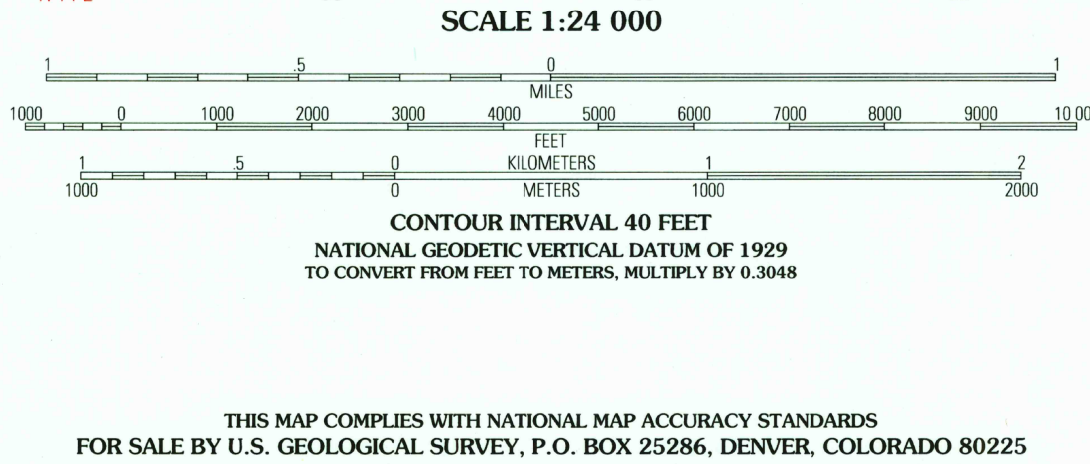 SCALE 1:24 000
1 .5 0 1
MILES
1000 0 1000 2000 3000 4000 5000 6000 7000 8000 9000 10 00
FEET
1 .5 0 KILOMETERS 1 2
1000 0 METERS 1000 2000
CONTOUR INTERVAL 40 FEET
NATIONAL GEODETIC VERTICAL DATUM OF 1929
TO CONVERT FROM FEET TO METERS, MULTIPLY BY 0.3048
THIS MAP COMPLIES WITH NATIONAL MAP ACCURACY STANDARDS
FOR SALE BY U.S. GEOLOGICAL SURVEY, P.O. BOX 25286, DENVER, COLORADO 80225